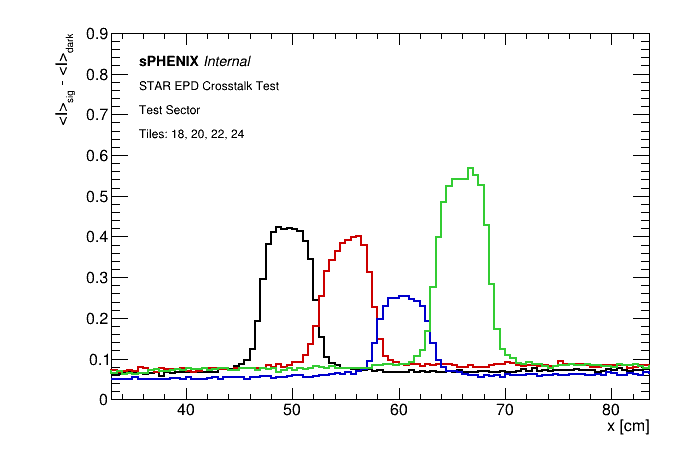 <I>sig - <I>dark
0.9
0.8
0.7
0.6
0.5
0.4
0.3
0.2
0.1
0
sPHENIX Internal
STAR EPD Crosstalk Test
Test Sector
Tiles: 18, 20, 22, 24
40 50 60 70 80
x [cm]